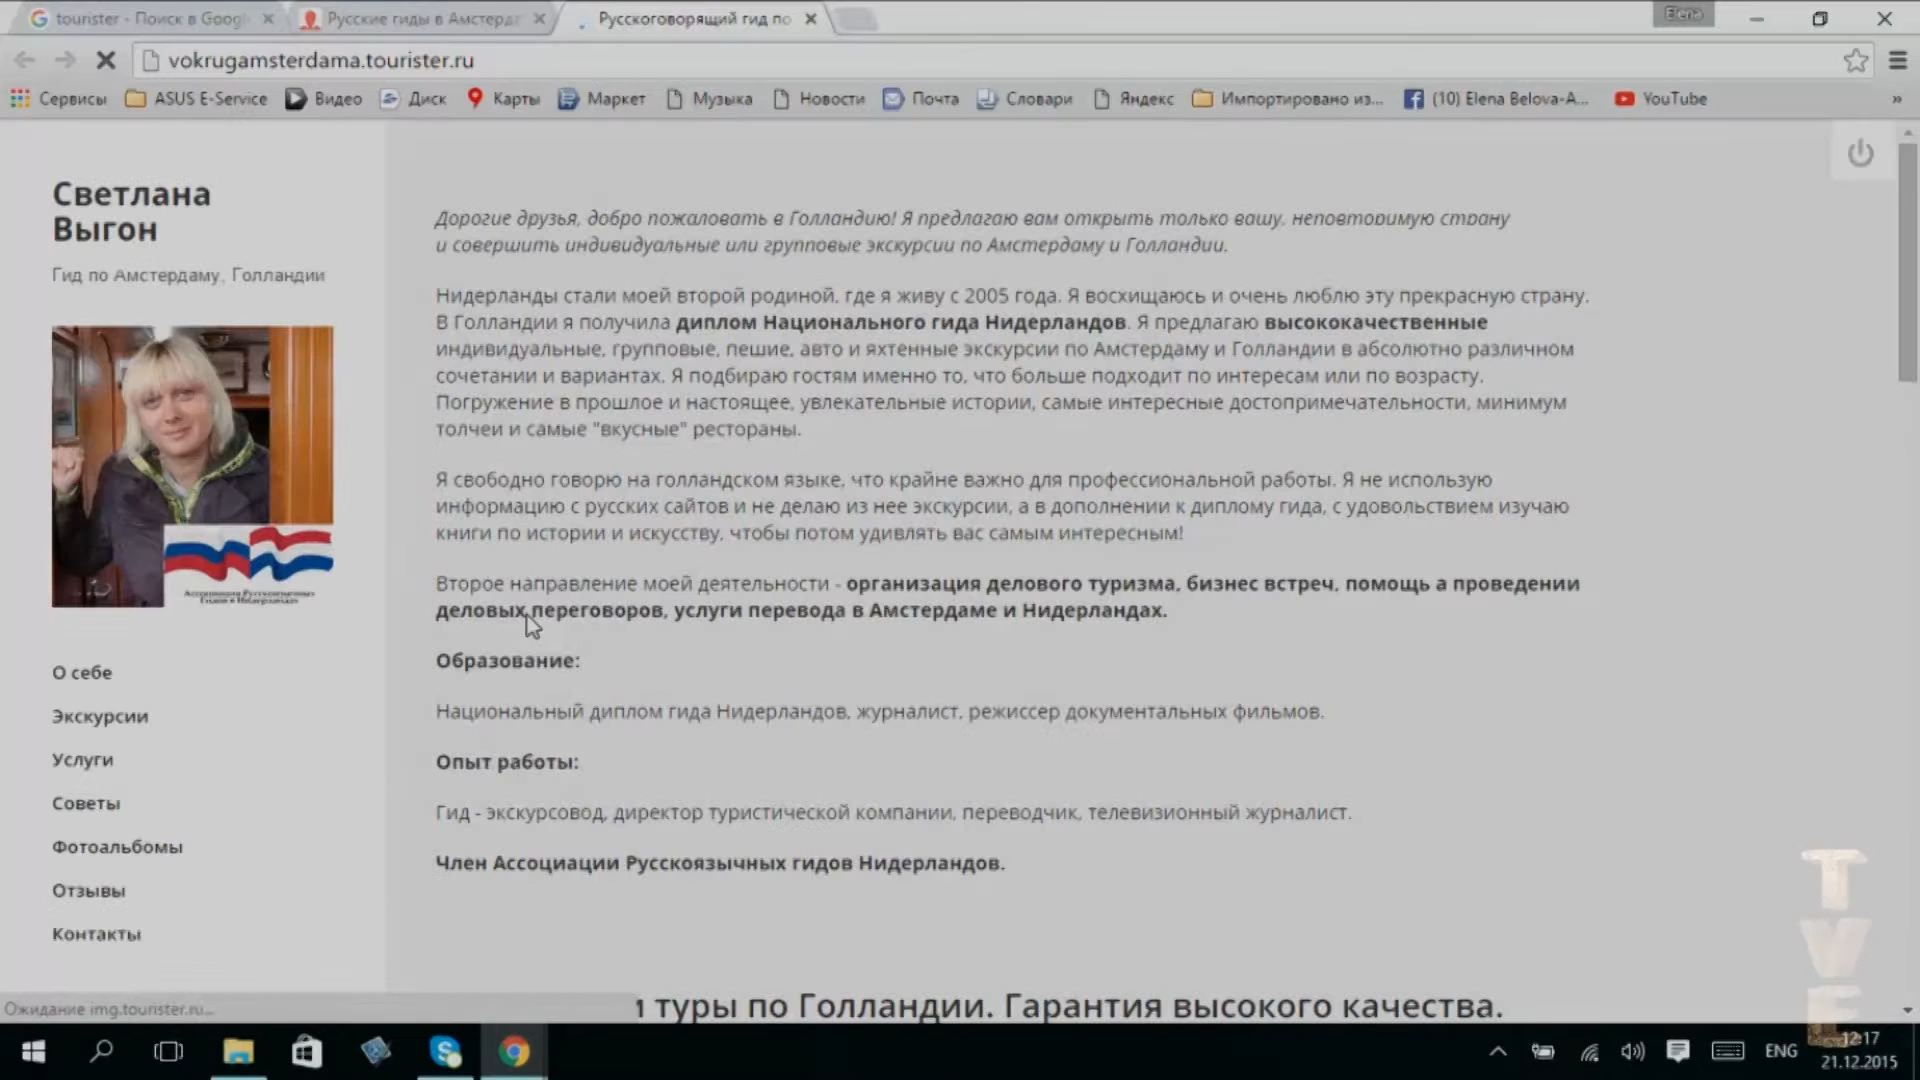 tourister - Поиск в Googl
Русские гиды в Амстерда
Русскоговорящий гид по
Elena
vokrugamsterdama.tourister.ru
Сервисы
ASUS E-Service
Видео
Диск
Карты
Маркет
Музыка
Новости
Почта
Словари
Яндекс
Импортировано из...
(10) Elena Belova-A...
YouTube
»
Светлана
Выгон
Гид по Амстердаму, Голландии
Ассоциация Русскоязычных
Гидов в Нидерландах
О себе
Экскурсии
Услуги
Советы
Фотоальбомы
Отзывы
Контакты
Дорогие друзья, добро пожаловать в Голландию! Я предлагаю вам открыть только вашу, неповторимую страну
и совершить индивидуальные или групповые экскурсии по Амстердаму и Голландии.
Нидерланды стали моей второй родиной, где я живу с 2005 года. Я восхищаюсь и очень люблю эту прекрасную страну.
В Голландии я получила диплом Национального гида Нидерландов. Я предлагаю высококачественные
индивидуальные, групповые, пешие, авто и яхтенные экскурсии по Амстердаму и Голландии в абсолютно различном
сочетании и вариантах. Я подбираю гостям именно то, что больше подходит по интересам или по возрасту.
Погружение в прошлое и настоящее, увлекательные истории, самые интересные достопримечательности, минимум
толчеи и самые "вкусные" рестораны.
Я свободно говорю на голландском языке, что крайне важно для профессиональной работы. Я не использую
информацию с русских сайтов и не делаю из нее экскурсии, а в дополнении к диплому гида, с удовольствием изучаю
книги по истории и искусству, чтобы потом удивлять вас самым интересным!
Второе направление моей деятельности - организация делового туризма, бизнес встреч, помощь а проведении
деловых переговоров, услуги перевода в Амстердаме и Нидерландах.
Образование:
Национальный диплом гида Нидерландов, журналист, режиссер документальных фильмов.
Опыт работы:
Гид - экскурсовод, директор туристической компании, переводчик, телевизионный журналист.
Член Ассоциации Русскоязычных гидов Нидерландов.
и туры по Голландии. Гарантия высокого качества.
Ожидание img.tourister.ru...
T
V
E
ENG
12:17
21.12.2015